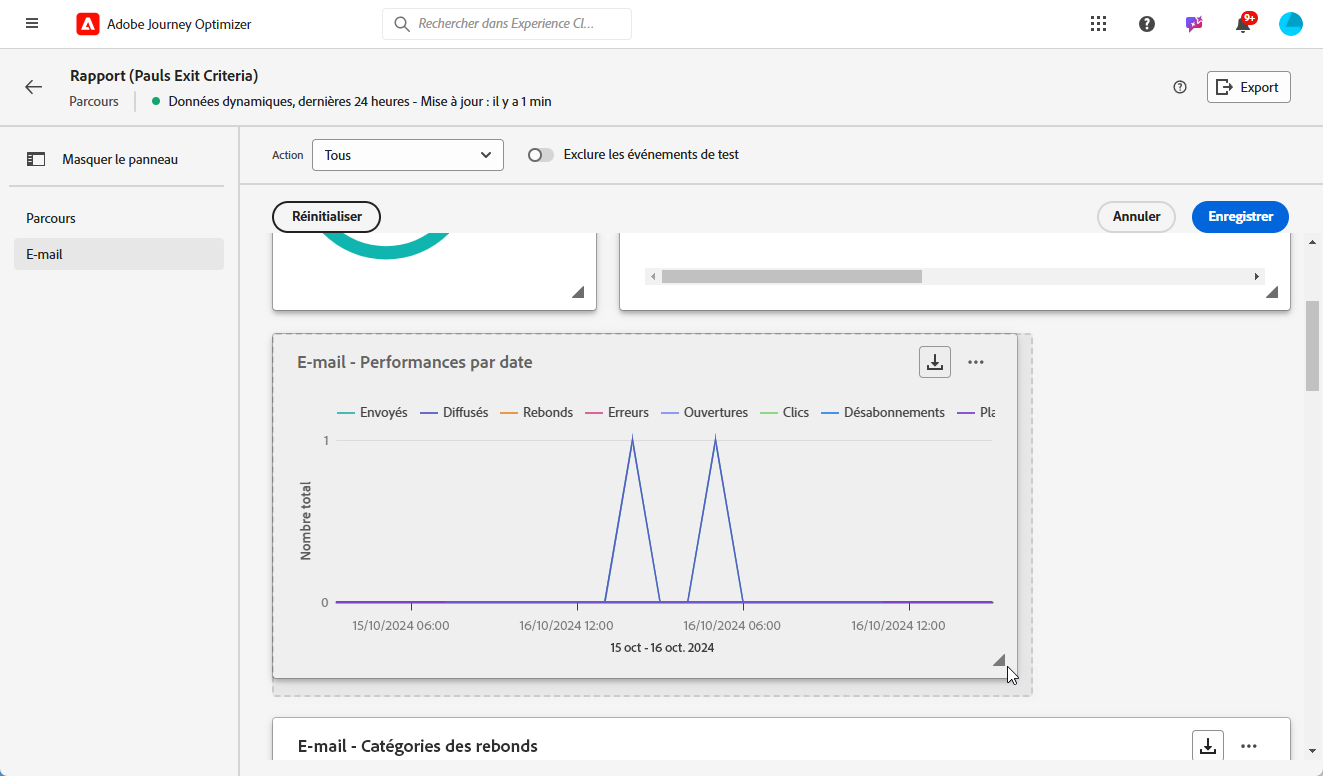 Adobe Journey Optimizer
Rechercher dans Experience Cl...
9+
Rapport (Pauls Exit Criteria)
Parcours
Données dynamiques, dernières 24 heures - Mise à jour : il y a 1 min
Export
Masquer le panneau
Action
Tous
Exclure les événements de test
Parcours
E-mail
Réinitialiser
Annuler
Enregistrer
E-mail - Performances par date
Envoyés Diffusés Rebonds Erreurs Ouvertures Clics Désabonnements Pla
1
Nombre total
0
15/10/2024 06:00 16/10/2024 12:00 16/10/2024 06:00 16/10/2024 12:00
15 oct - 16 oct. 2024
E-mail - Catégories des rebonds